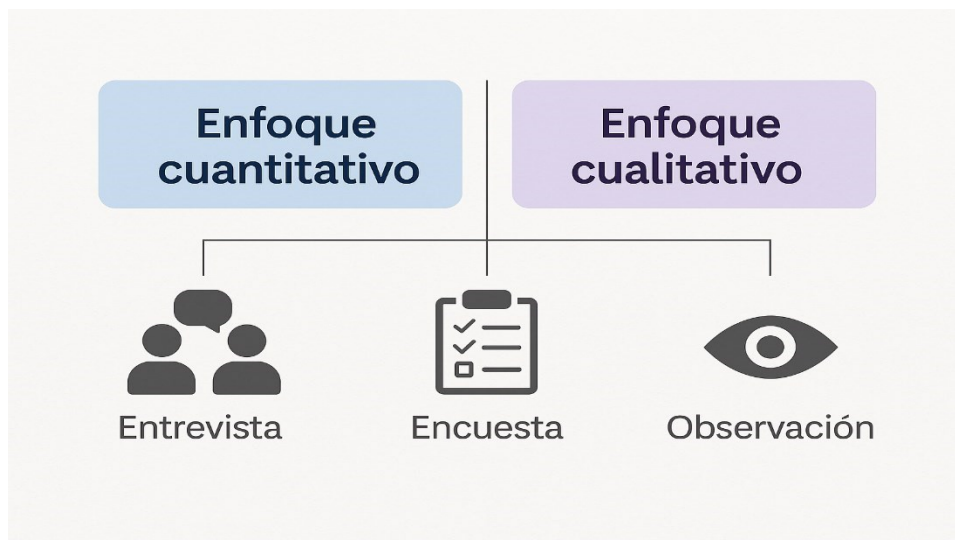 Enfoque
cuantitativo
Enfoque
cualitativo
Entrevista
Encuesta
Observación